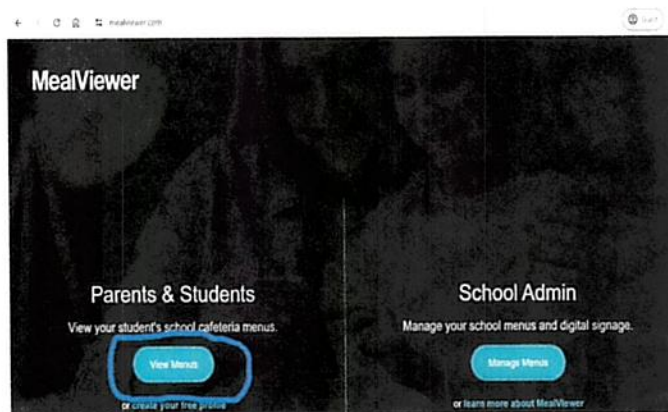 mealviewer.com
Guest
MealViewer
Parents & Students
View your student's school cafeteria menus.
View Menus
or create your free profile
School Admin
Manage your school menus and digital signage.
Manage Menus
or learn more about MealViewer